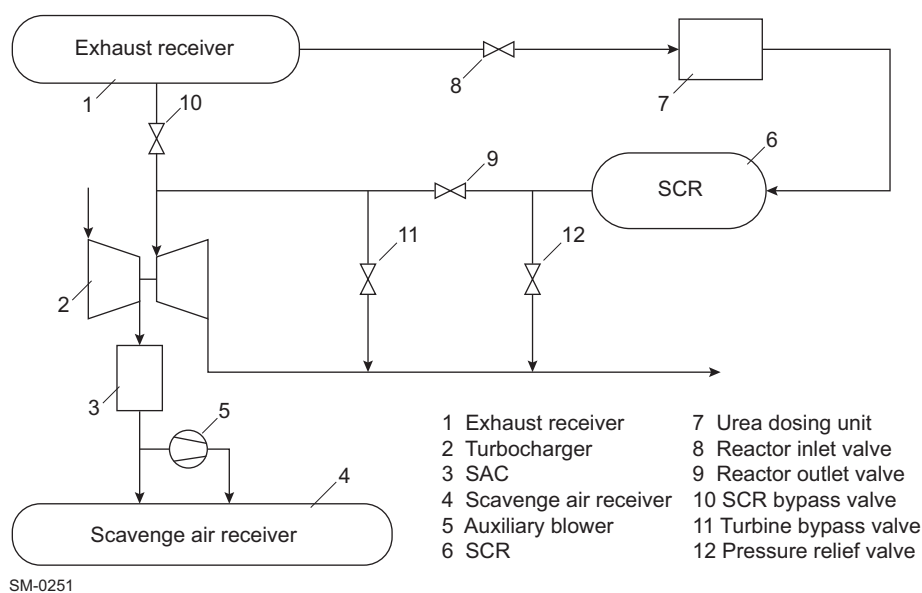 Exhaust receiver
1
10
8
7
6
SCR
9
11
12
2
3
5
4
Scavenge air receiver
1 Exhaust receiver
2 Turbocharger
3 SAC
4 Scavenge air receiver
5 Auxiliary blower
6 SCR
7 Urea dosing unit
8 Reactor inlet valve
9 Reactor outlet valve
10 SCR bypass valve
11 Turbine bypass valve
12 Pressure relief valve
SM-0251